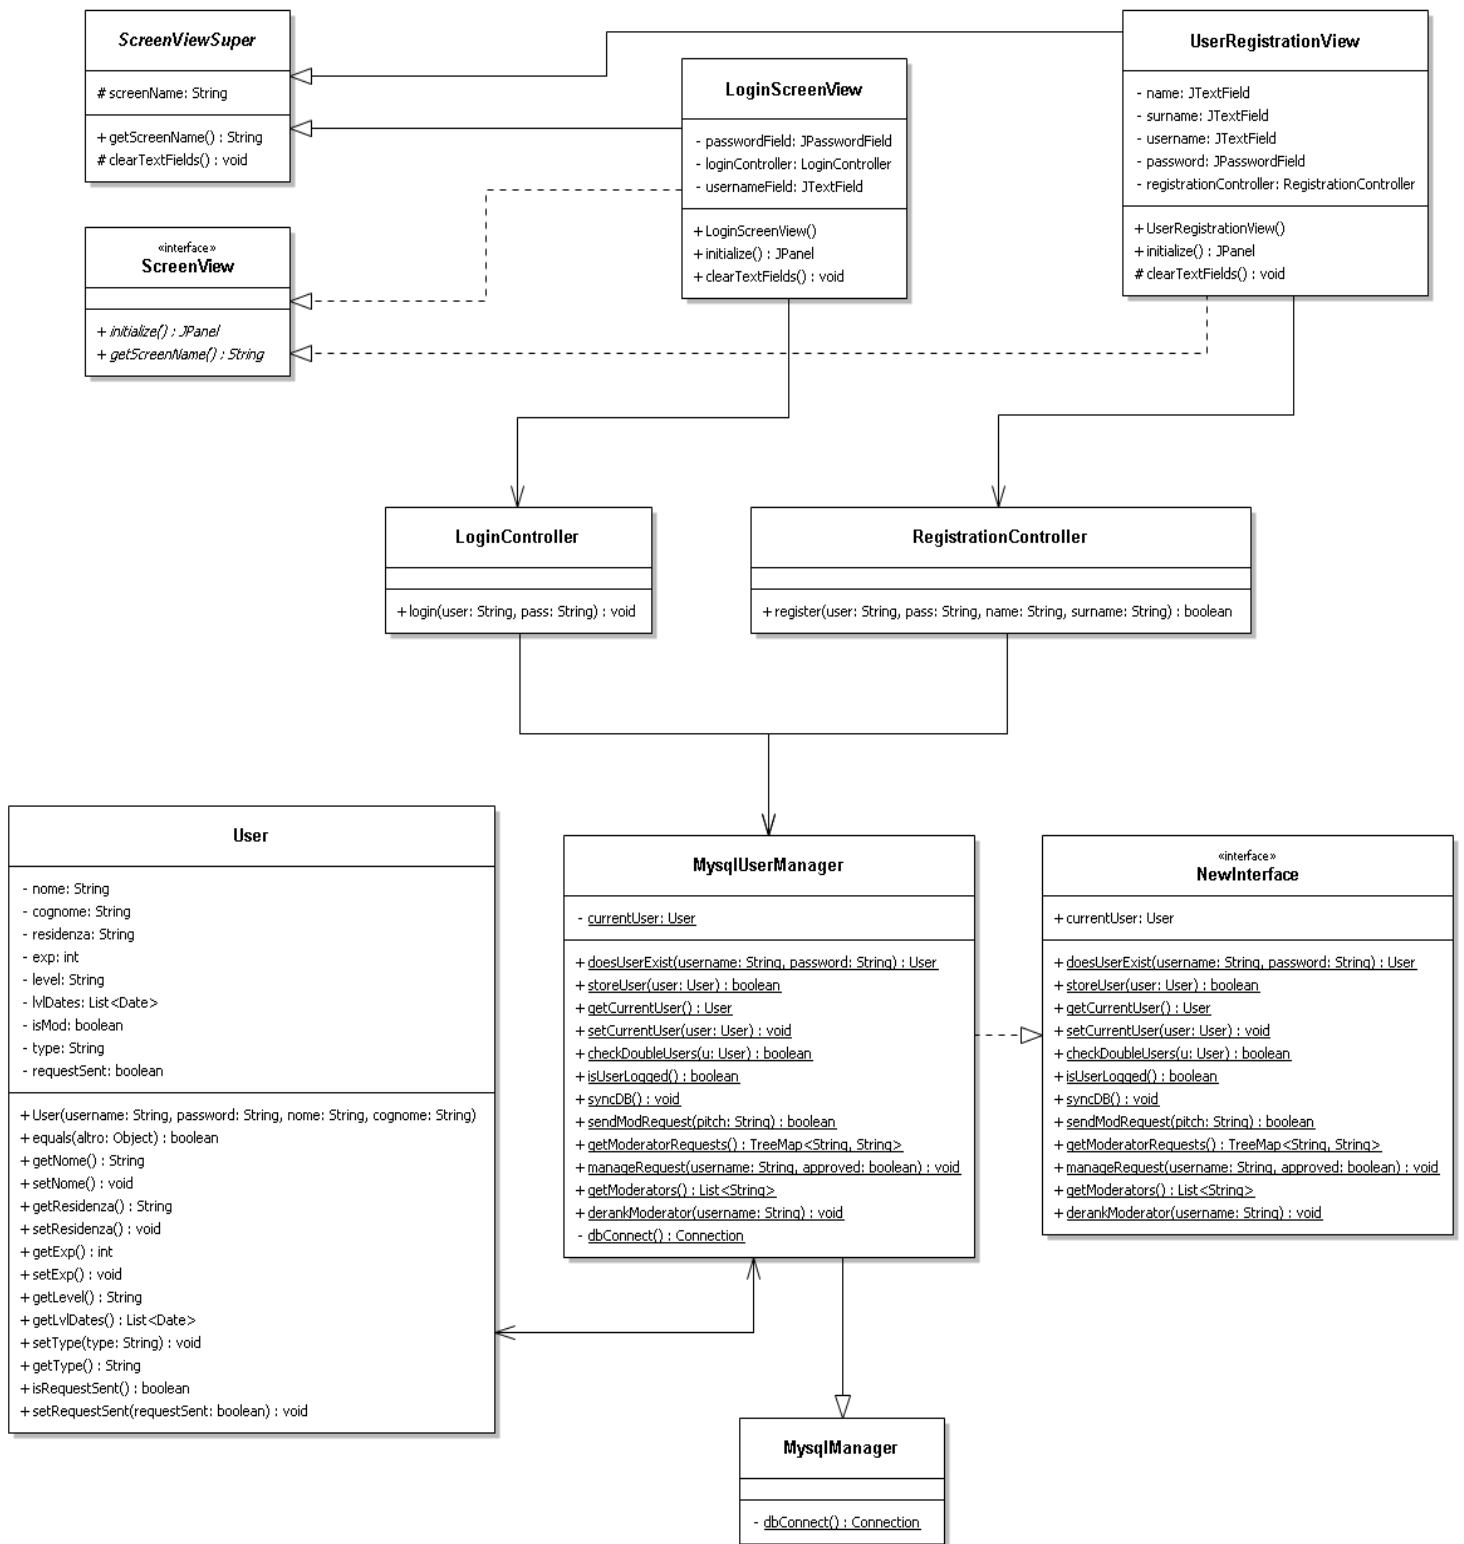 ScreenViewSuper
# screenName: String
+ getScreenName() : String
# clearTextFields() : void
LoginScreenView
- passwordField: JPasswordField
- loginController: LoginController
- usernameField: JTextField
+ LoginScreenView()
+ initialize() : JPanel
+ clearTextFields() : void
UserRegistrationView
- name: JTextField
- surname: JTextField
- username: JTextField
- password: JPasswordField
- registrationController: RegistrationController
+ UserRegistrationView()
+ initialize() : JPanel
# clearTextFields() : void
«interface»
ScreenView
+ initialize() : JPanel
+ getScreenName() : String
LoginController
+ login(user: String, pass: String) : void
RegistrationController
+ register(user: String, pass: String, name: String, surname: String) : boolean
User
- nome: String
- cognome: String
- residenza: String
- exp: int
- level: String
- lvlDates: List<Date>
- isMod: boolean
- type: String
- requestSent: boolean
+ User(username: String, password: String, nome: String, cognome: String)
+ equals(altro: Object) : boolean
+ getNome() : String
+ setNome() : void
+ getResidenza() : String
+ setResidenza() : void
+ getExp() : int
+ setExp() : void
+ getLevel() : String
+ getLvlDates() : List<Date>
+ setType(type: String) : void
+ getType() : String
+ isRequestSent() : boolean
+ setRequestSent(requestSent: boolean) : void
MysqlUserManager
- currentUser: User
+ doesUserExist(username: String, password: String) : User
+ storeUser(user: User) : boolean
+ getCurrentUser() : User
+ setCurrentUser(user: User) : void
+ checkDoubleUsers(u: User) : boolean
+ isUserLogged() : boolean
+ syncDB() : void
+ sendModRequest(pitch: String) : boolean
+ getModeratorRequests() : TreeMap<String, String>
+ manageRequest(username: String, approved: boolean) : void
+ getModerators() : List<String>
+ derankModerator(username: String) : void
- dbConnect() : Connection
«interface»
NewInterface
+ currentUser: User
+ doesUserExist(username: String, password: String) : User
+ storeUser(user: User) : boolean
+ getCurrentUser() : User
+ setCurrentUser(user: User) : void
+ checkDoubleUsers(u: User) : boolean
+ isUserLogged() : boolean
+ syncDB() : void
+ sendModRequest(pitch: String) : boolean
+ getModeratorRequests() : TreeMap<String, String>
+ manageRequest(username: String, approved: boolean) : void
+ getModerators() : List<String>
+ derankModerator(username: String) : void
MysqlManager
- dbConnect() : Connection